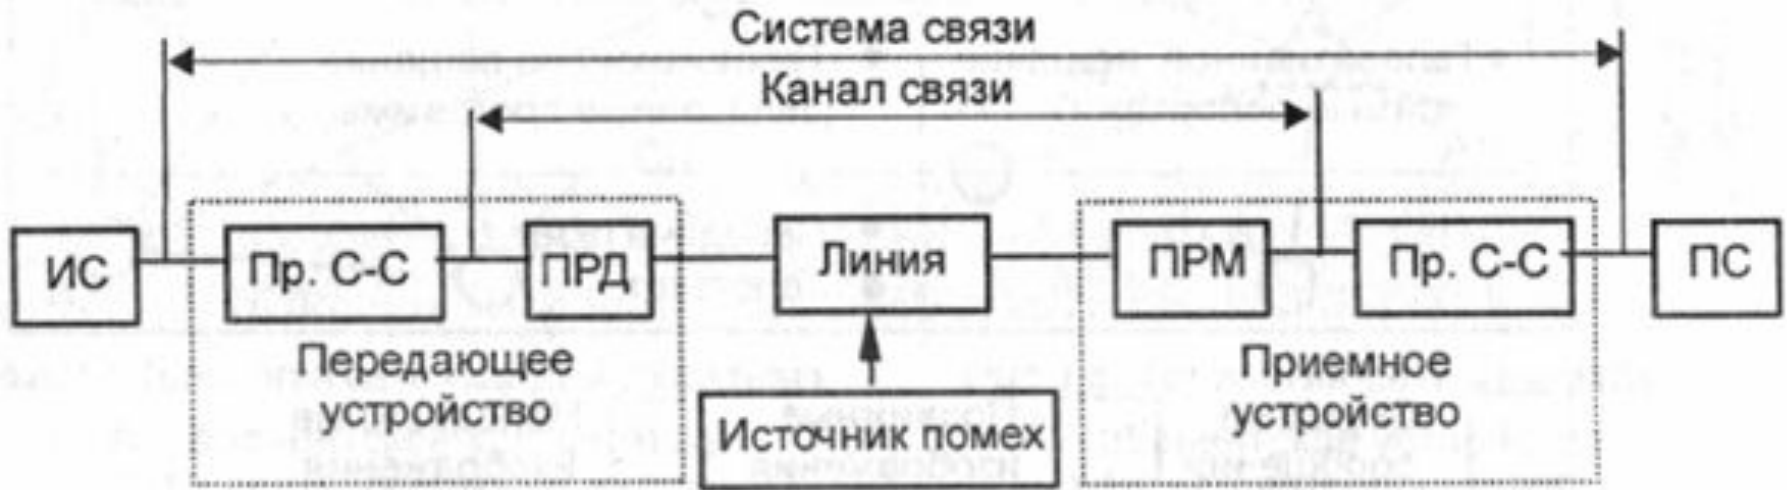 Система связи
Канал связи
ИС
Пр. С-С
ПРД
Линия
ПРМ
Пр. С-С
ПС
Передающее
устройство
Источник помех
Приемное
устройство